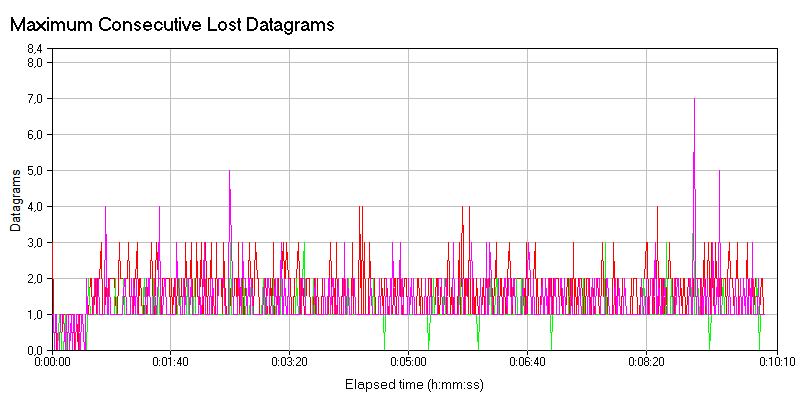 Maximum Consecutive Lost Datagrams
8,4
8,0
7,0
6,0
5,0
4,0
3,0
2,0
1,0
0,0
Datagrams
0:00:00 0:01:40 0:03:20 0:05:00 0:06:40 0:08:20 0:10:10
Elapsed time (h:mm:ss)